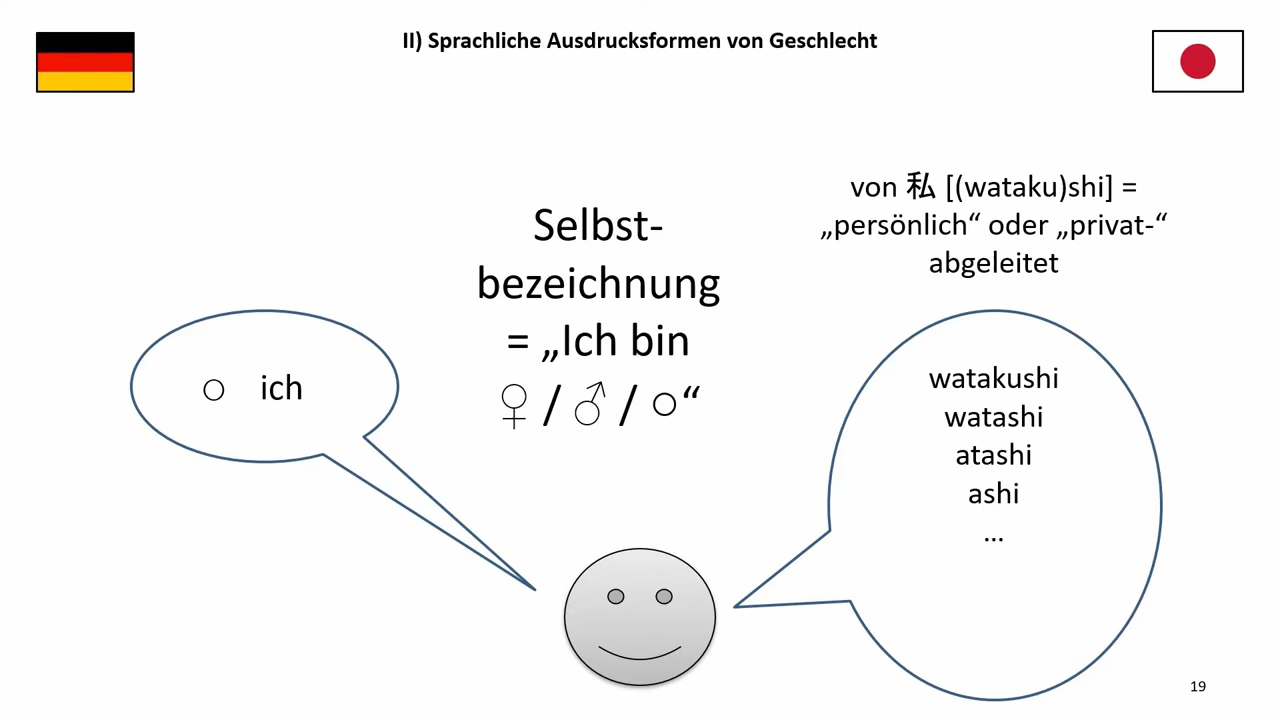 II) Sprachliche Ausdrucksformen von Geschlecht
von 私 [(wataku)shi] =
„persönlich“ oder „privat-“
abgeleitet
Selbst-
bezeichnung
= „Ich bin
♀ / ♂ / ○“
○ ich
watakushi
watashi
atashi
ashi
...
19